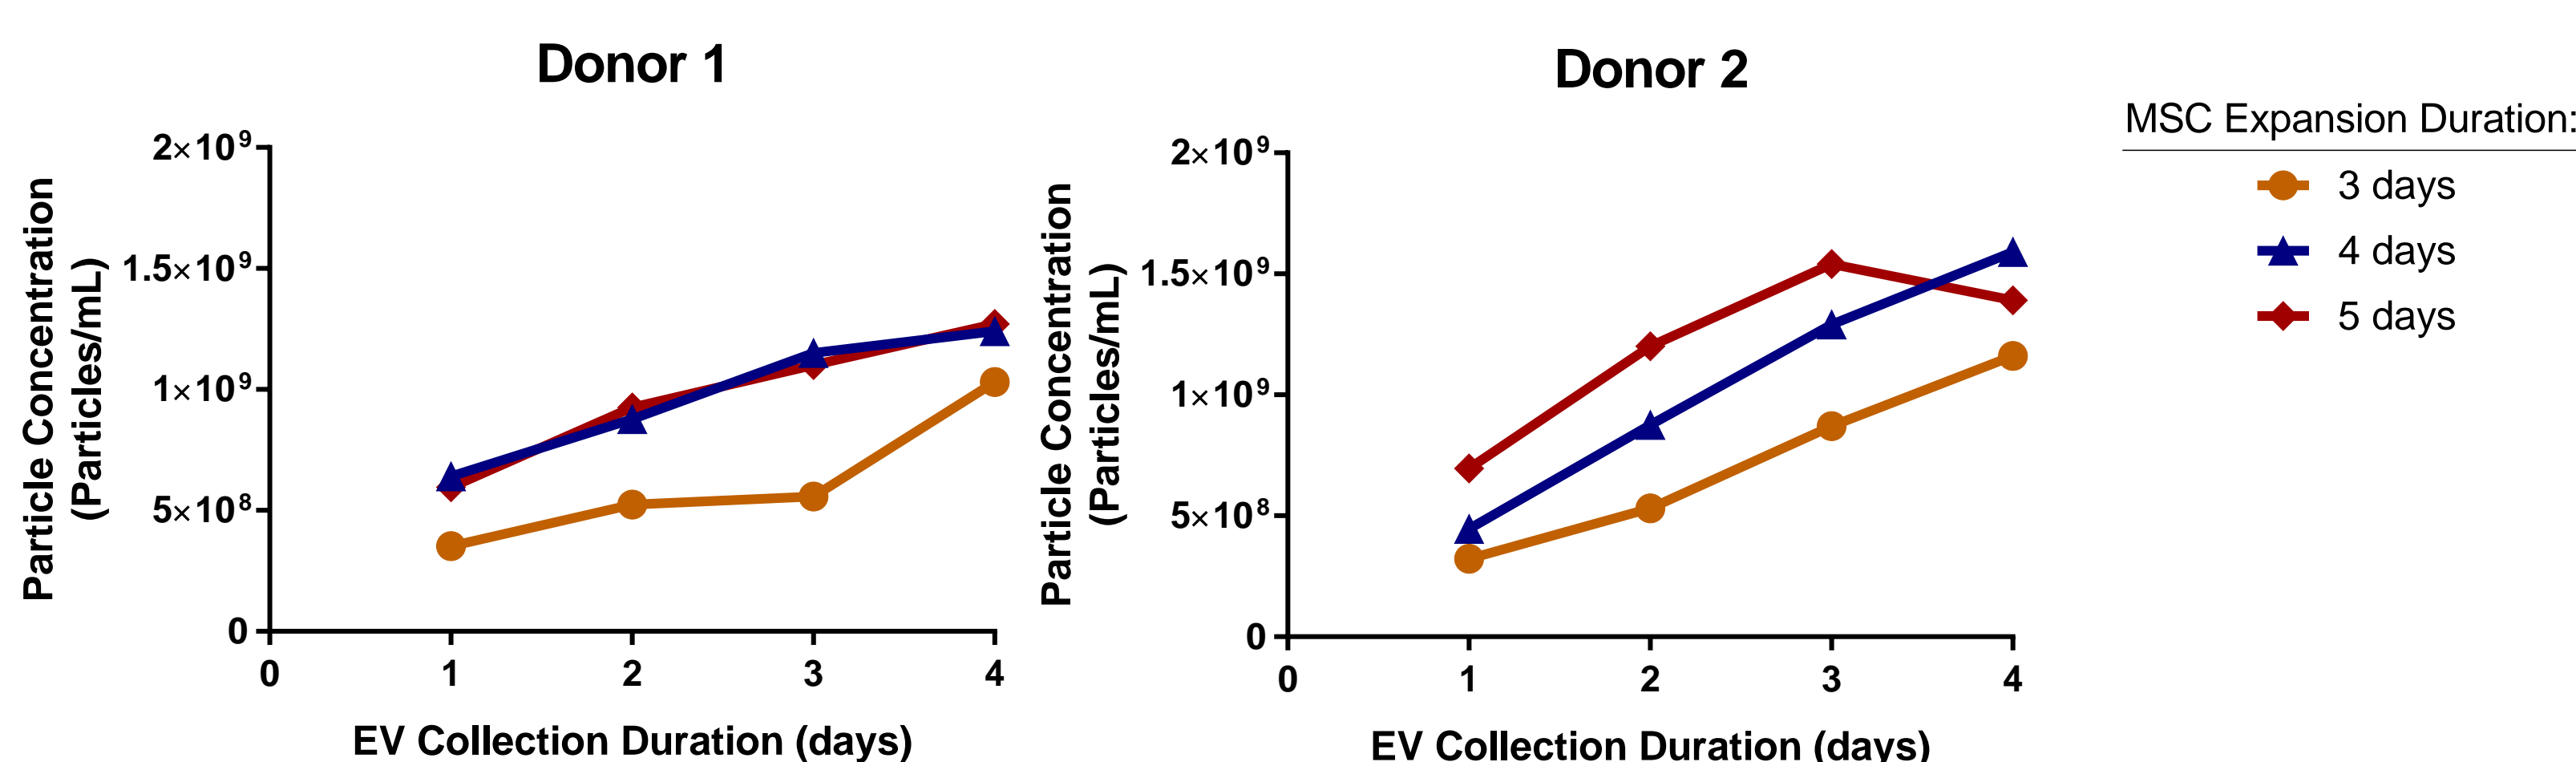 Donor 1
2×10⁹
1.5×10⁹
1×10⁹
5×10⁸
0
Particle Concentration
(Particles/mL)
0 1 2 3 4
EV Collection Duration (days)
Donor 2
2×10⁹
1.5×10⁹
1×10⁹
5×10⁸
0
Particle Concentration
(Particles/mL)
0 1 2 3 4
EV Collection Duration (days)
MSC Expansion Duration:
3 days
4 days
5 days